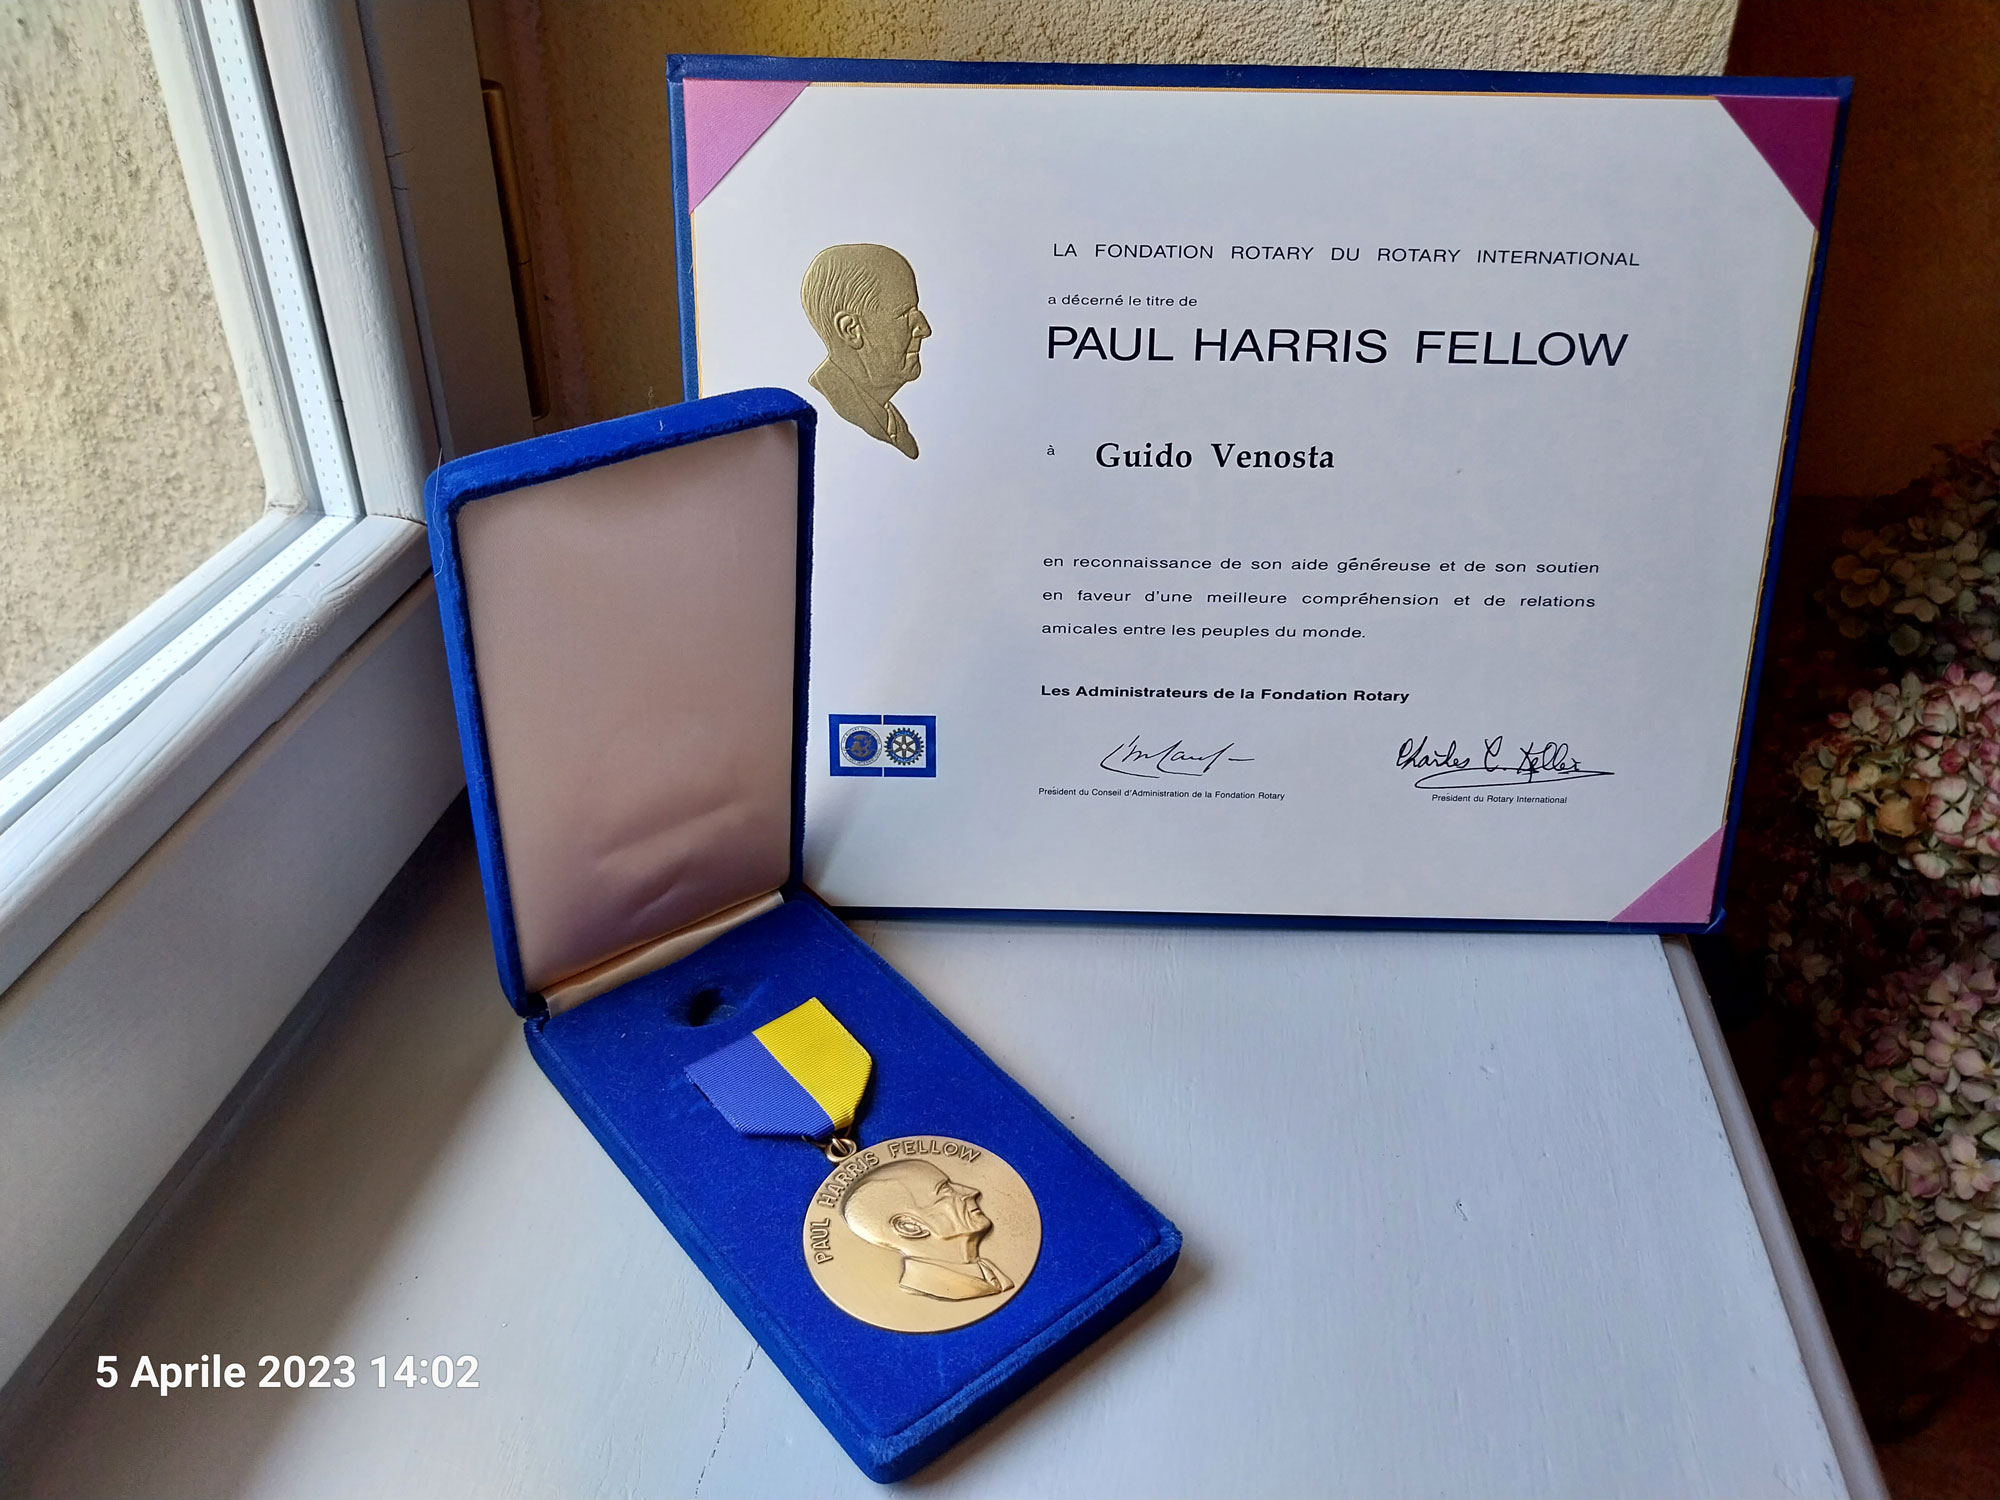 LA FONDATION ROTARY DU ROTARY INTERNATIONAL
a décerné le titre de
PAUL HARRIS FELLOW
à Guido Venosta
en reconnaissance de son aide généreuse et de son soutien
en faveur d'une meilleure compréhension et de relations
amicales entre les peuples du monde.
Les Administrateurs de la Fondation Rotary
Charles C. Keller
President du Conseil d'Administration de la Fondation Rotary
President du Rotary International
PAUL HARRIS FELLOW
5 Aprile 2023 14:02